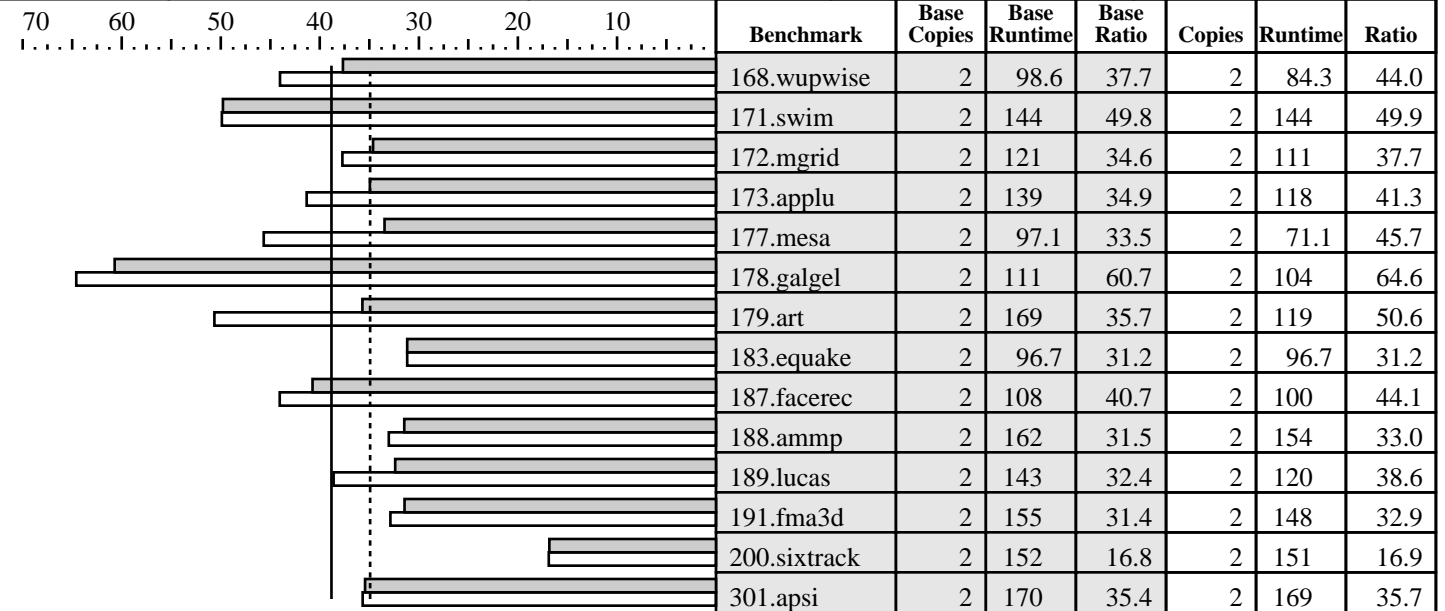 70 60 50 40 30 20 10
Benchmark Base Copies Base Runtime Base Ratio Copies Runtime Ratio
168.wupwise 2 98.6 37.7 2 84.3 44.0
171.swim 2 144 49.8 2 144 49.9
172.mgrid 2 121 34.6 2 111 37.7
173.applu 2 139 34.9 2 118 41.3
177.mesa 2 97.1 33.5 2 71.1 45.7
178.galgel 2 111 60.7 2 104 64.6
179.art 2 169 35.7 2 119 50.6
183.equake 2 96.7 31.2 2 96.7 31.2
187.facerec 2 108 40.7 2 100 44.1
188.ammp 2 162 31.5 2 154 33.0
189.lucas 2 143 32.4 2 120 38.6
191.fma3d 2 155 31.4 2 148 32.9
200.sixtrack 2 152 16.8 2 151 16.9
301.apsi 2 170 35.4 2 169 35.7